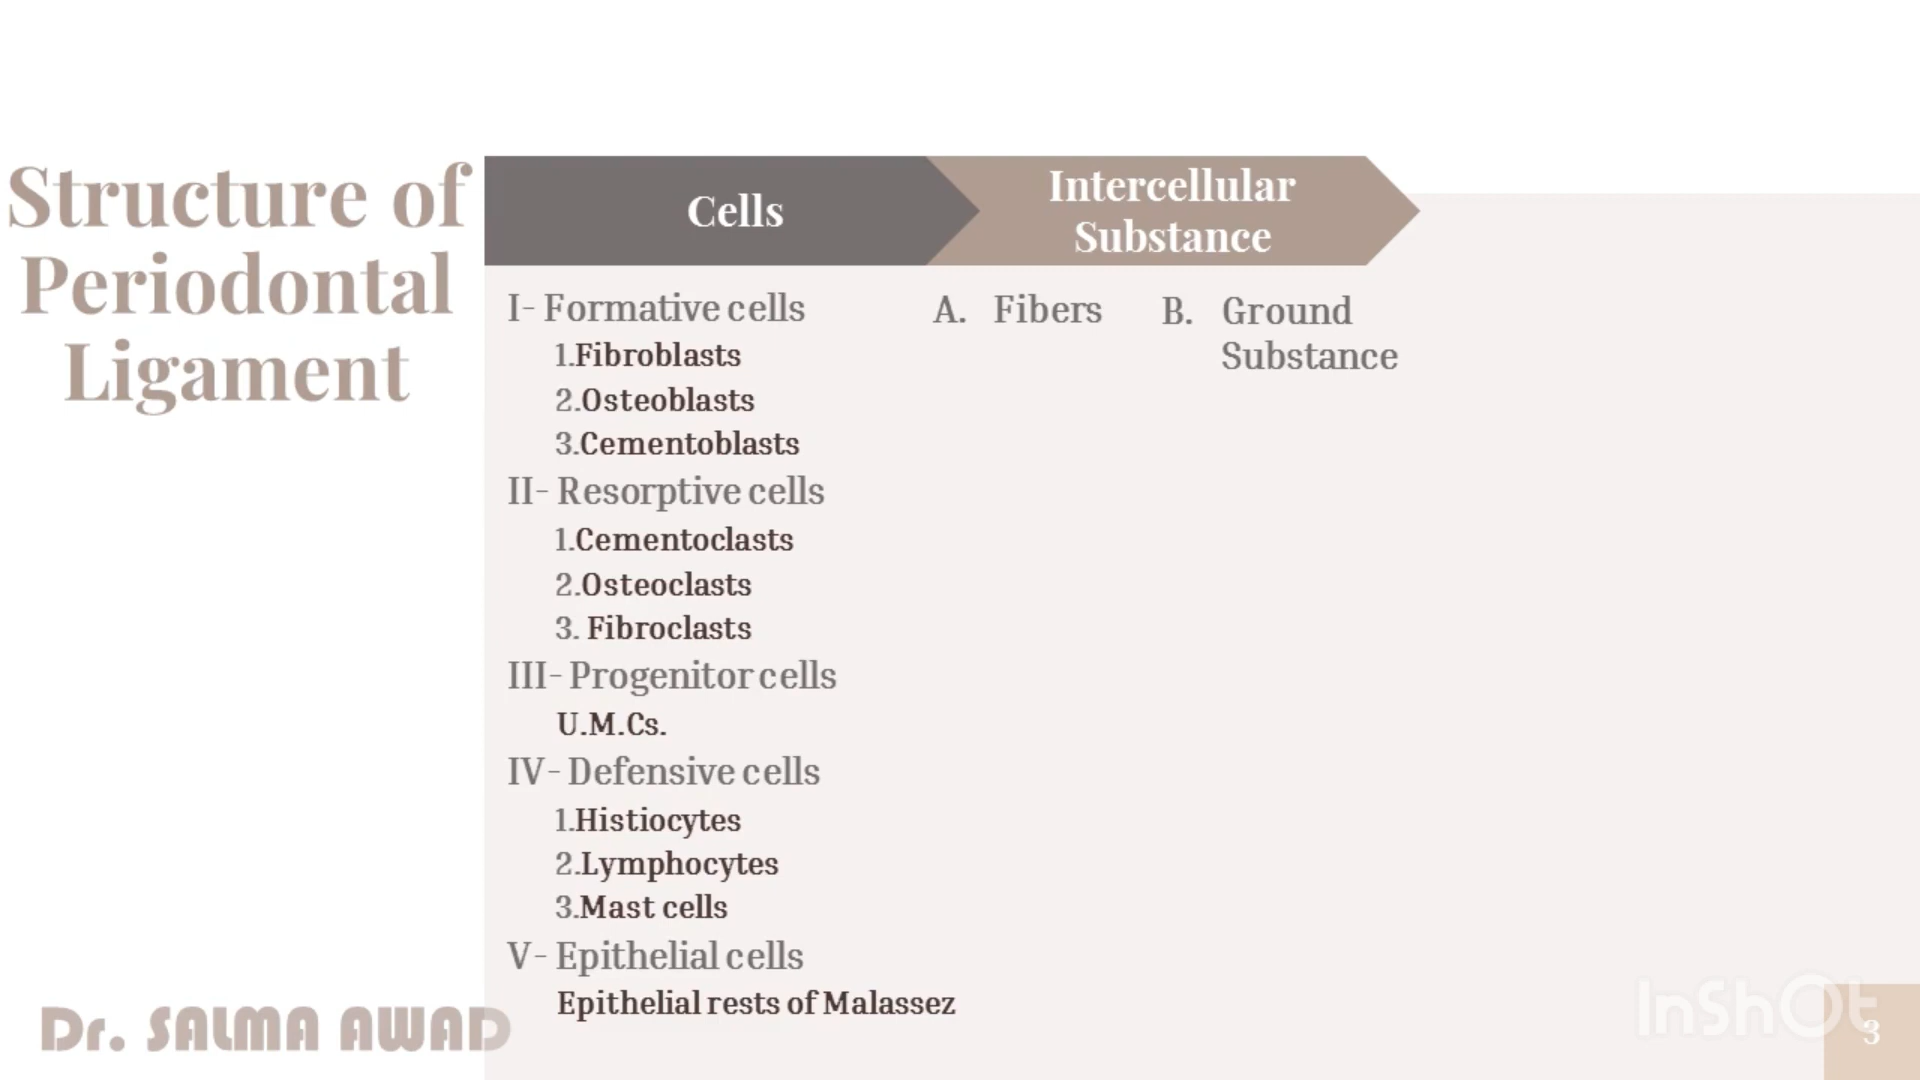 Structure of
Periodontal
Ligament
Cells
Intercellular
Substance
I- Formative cells
1.Fibroblasts
2.Osteoblasts
3.Cementoblasts
II- Resorptive cells
1.Cementoclasts
2.Osteoclasts
3. Fibroclasts
III- Progenitor cells
U.M.Cs.
IV- Defensive cells
1.Histiocytes
2.Lymphocytes
3.Mast cells
V- Epithelial cells
Epithelial rests of Malassez
A. Fibers
B. Ground
Substance
Dr. SALMA AWAD
InShOt
3